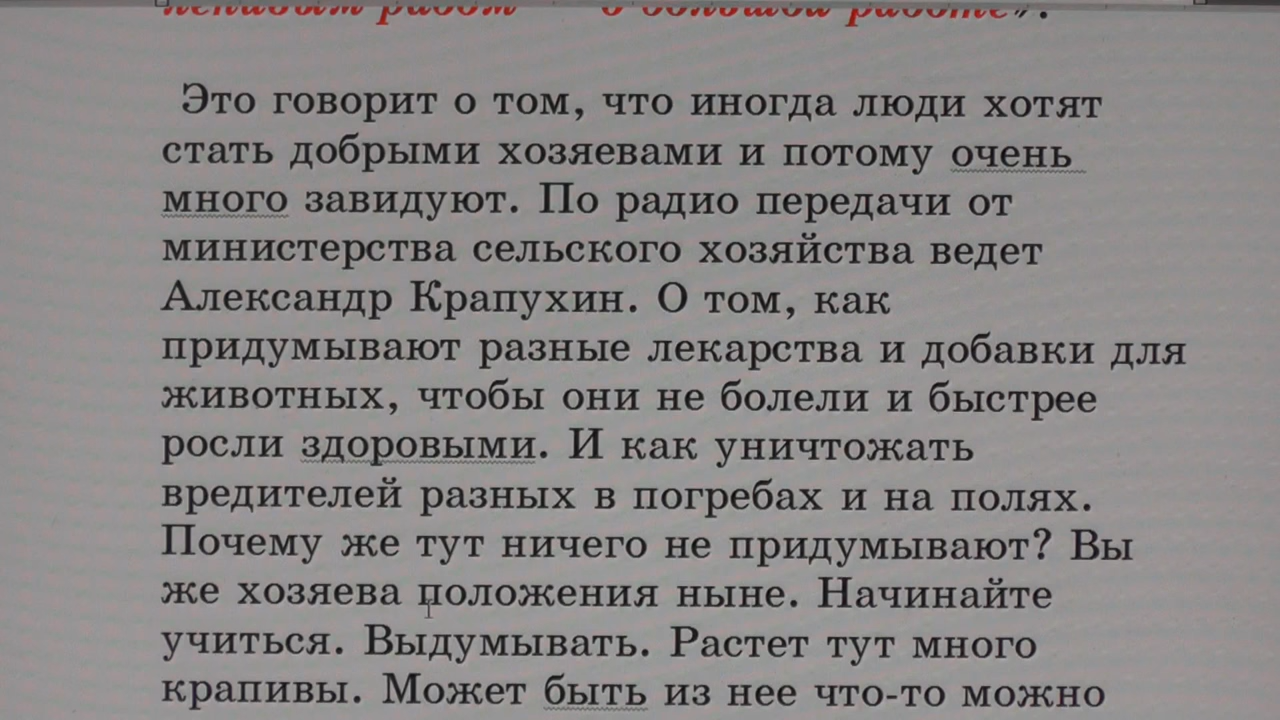 работе».
Это говорит о том, что иногда люди хотят
стать добрыми хозяевами и потому очень
много завидуют. По радио передачи от
министерства сельского хозяйства ведет
Александр Крапухин. О том, как
придумывают разные лекарства и добавки для
животных, чтобы они не болели и быстрее
росли здоровыми. И как уничтожать
вредителей разных в погребах и на полях.
Почему же тут ничего не придумывают? Вы
же хозяева положения ныне. Начинайте
учиться. Выдумывать. Растет тут много
крапивы. Может быть из нее что-то можно